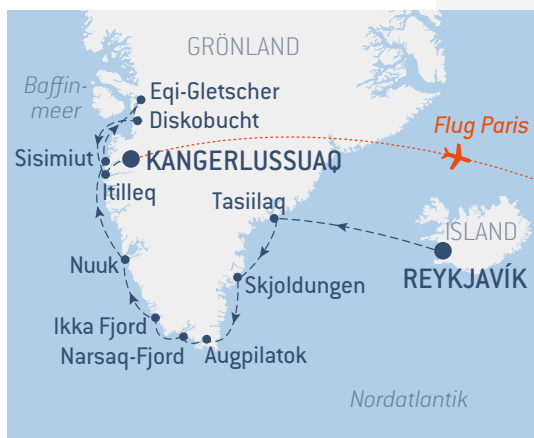 GRÖNLAND
Baffin-
meer
Eqi-Gletscher
Diskobucht
Flug Paris
Sisimiut
KANGERLUSSUAQ
Itilleq
Tasiilaq
ISLAND
REYKJAVÍK
Nuuk
Skjoldungen
Ikka Fjord
Narsaq-Fjord
Augpilatok
Nordatlantik